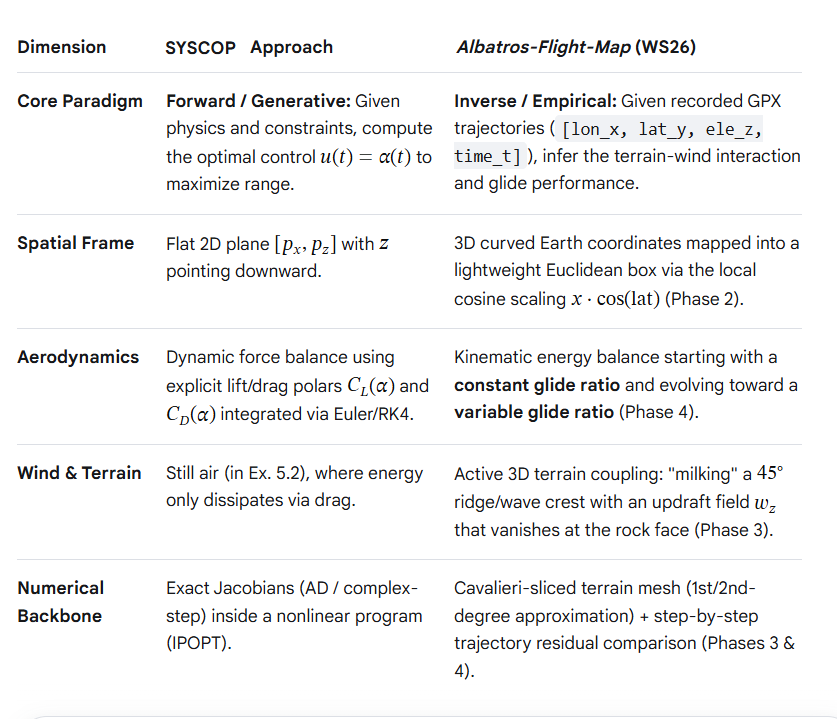 Dimension SYSCOP Approach Albatros-Flight-Map (WS26)
Core Paradigm
Forward / Generative: Given
physics and constraints, compute
the optimal control u(t) = α(t) to
maximize range.
Inverse / Empirical: Given recorded GPX
trajectories ( [lon_x, lat_y, ele_z,
time_t] ), infer the terrain-wind interaction
and glide performance.
Spatial Frame
Flat 2D plane [pₓ, p_z] with z
pointing downward.
3D curved Earth coordinates mapped into a
lightweight Euclidean box via the local
cosine scaling x · cos(lat) (Phase 2).
Aerodynamics
Dynamic force balance using
explicit lift/drag polars C_L(α) and
C_D(α) integrated via Euler/RK4.
Kinematic energy balance starting with a
constant glide ratio and evolving toward a
variable glide ratio (Phase 4).
Wind & Terrain
Still air (in Ex. 5.2), where energy
only dissipates via drag.
Active 3D terrain coupling: "milking" a 45°
ridge/wave crest with an updraft field w_z
that vanishes at the rock face (Phase 3).
Numerical
Backbone
Exact Jacobians (AD / complex-
step) inside a nonlinear program
(IPOPT).
Cavalieri-sliced terrain mesh (1st/2nd-
degree approximation) + step-by-step
trajectory residual comparison (Phases 3 &
4).